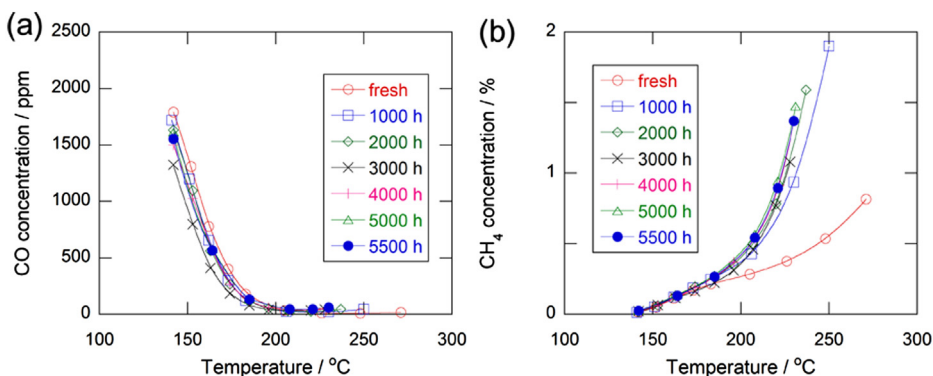 (a)
CO concentration / ppm
2500
2000
1500
1000
500
0
100
150
200
250
300
Temperature / °C
fresh
1000 h
2000 h
3000 h
4000 h
5000 h
5500 h
(b)
CH4 concentration / %
2
1
0
100
150
200
250
300
Temperature / °C
fresh
1000 h
2000 h
3000 h
4000 h
5000 h
5500 h